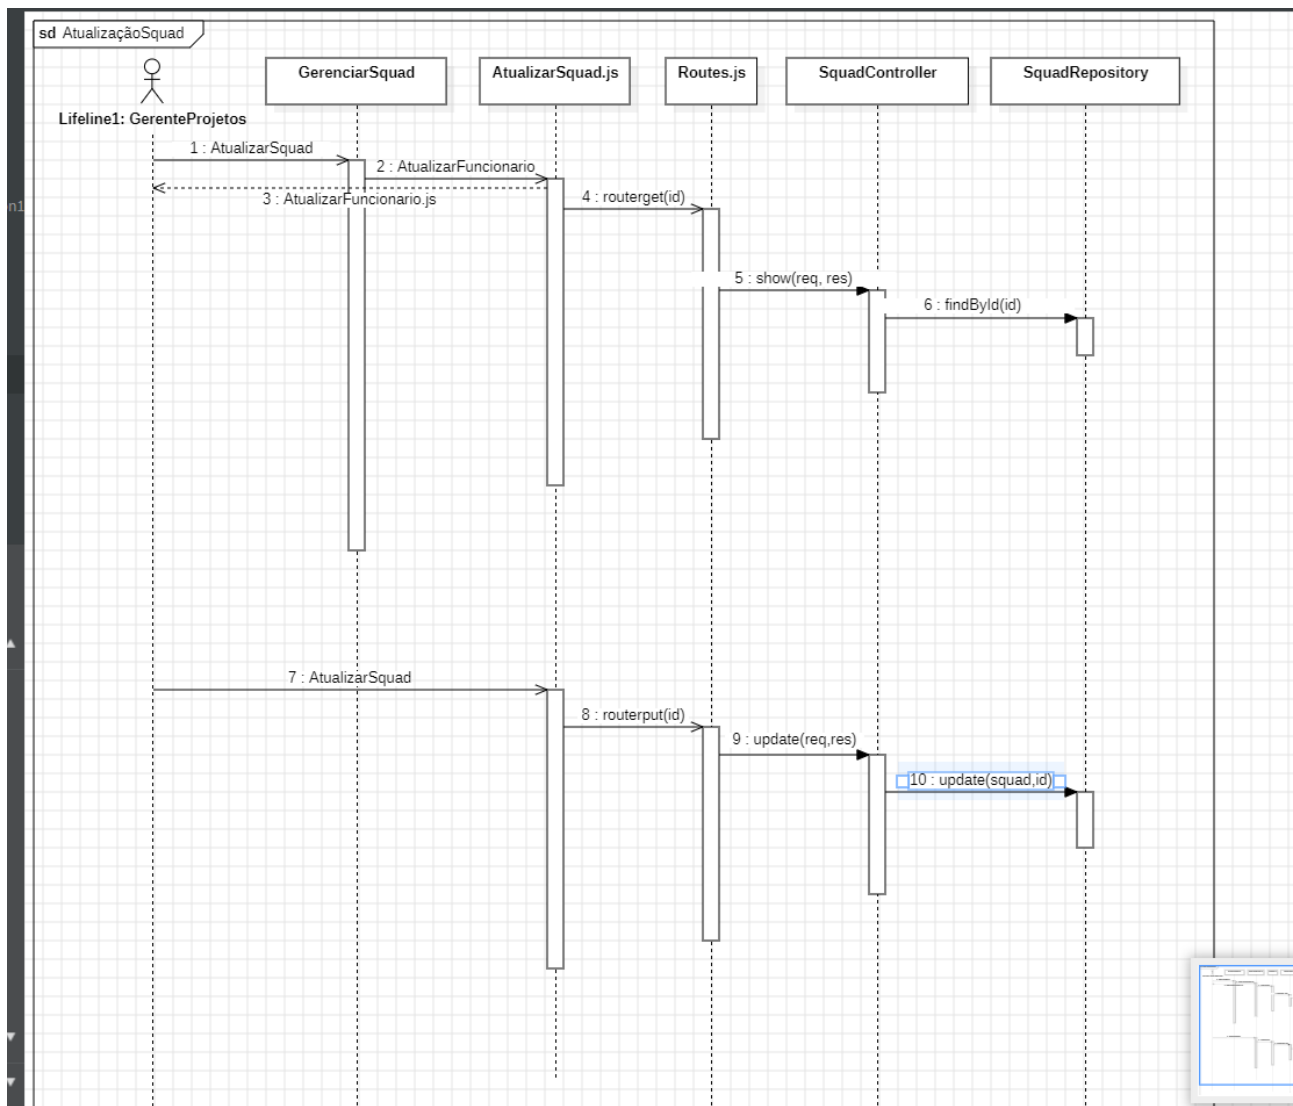 sd AtualizaçãoSquad
GerenciarSquad
AtualizarSquad.js
Routes.js
SquadController
SquadRepository
Lifeline1: GerenteProjetos
1 : AtualizarSquad
2 : AtualizarFuncionario
3 : AtualizarFuncionario.js
4 : routerget(id)
n1
5 : show(req, res)
6 : findById(id)
7 : AtualizarSquad
8 : routerput(id)
9 : update(req,res)
10 : update(squad,id)